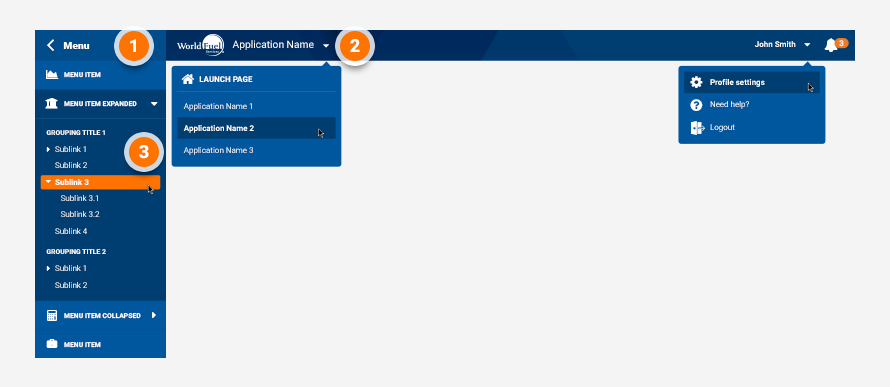 Menu
1
World Fuel
Services
Application Name
2
John Smith
3
MENU ITEM
MENU ITEM EXPANDED
GROUPING TITLE 1
Sublink 1
3
Sublink 2
Sublink 3
Sublink 3.1
Sublink 3.2
Sublink 4
GROUPING TITLE 2
Sublink 1
Sublink 2
MENU ITEM COLLAPSED
MENU ITEM
LAUNCH PAGE
Application Name 1
Application Name 2
Application Name 3
Profile settings
Need help?
Logout